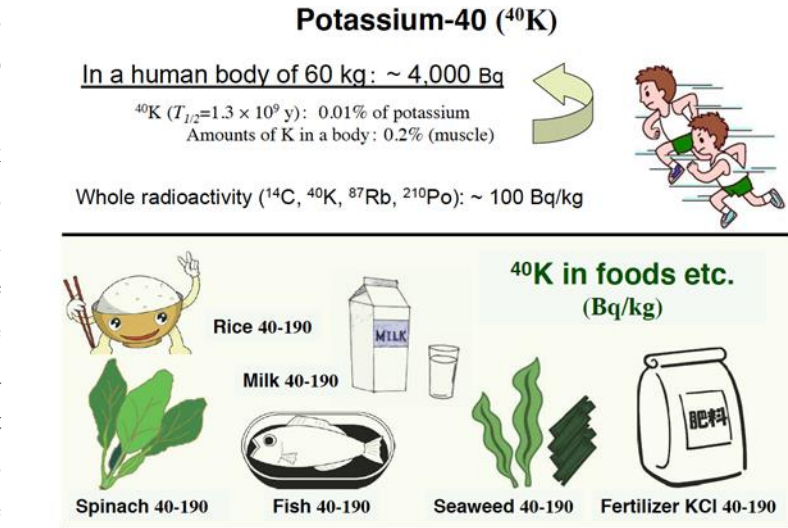 Potassium-40 (⁴⁰K)
In a human body of 60 kg: ~ 4,000 Bq
⁴⁰K (T₁/₂=1.3 × 10⁹ y): 0.01% of potassium
Amounts of K in a body: 0.2% (muscle)
Whole radioactivity (¹⁴C, ⁴⁰K, ⁸⁷Rb, ²¹⁰Po): ~ 100 Bq/kg
⁴⁰K in foods etc.
(Bq/kg)
Rice 40-190
MILK
Milk 40-190
肥料
Spinach 40-190
Fish 40-190
Seaweed 40-190
Fertilizer KCl 40-190